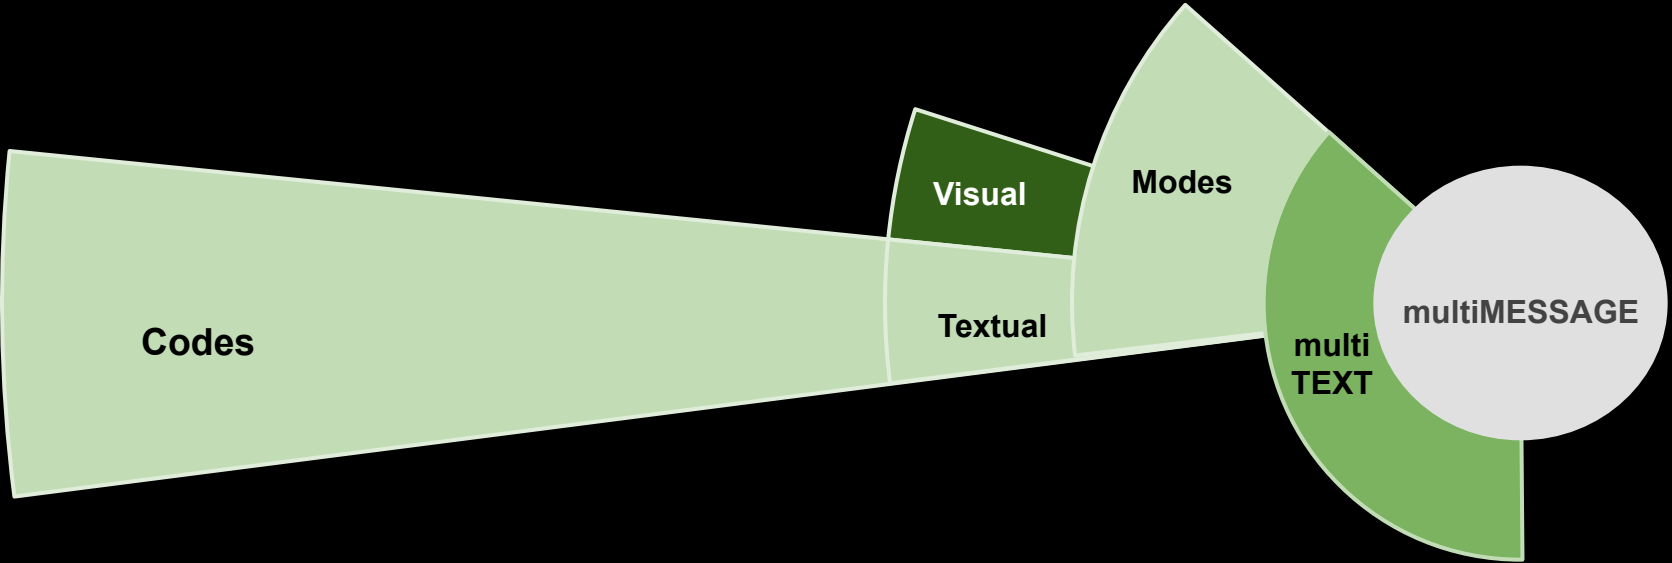 Modes
Visual
multiMESSAGE
Textual
Codes
multi
TEXT